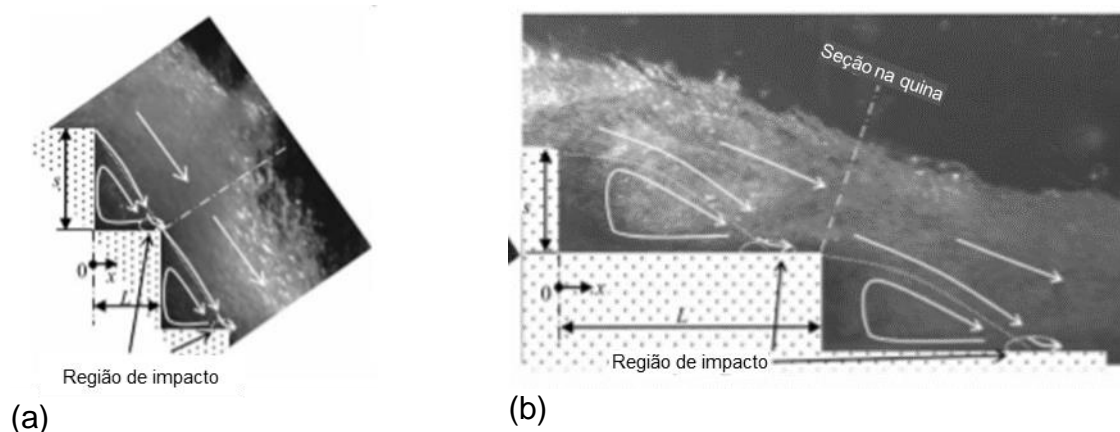 Seção na quina
s
0
x
L
Região de impacto
(a)
s
0
x
L
Região de impacto
(b)